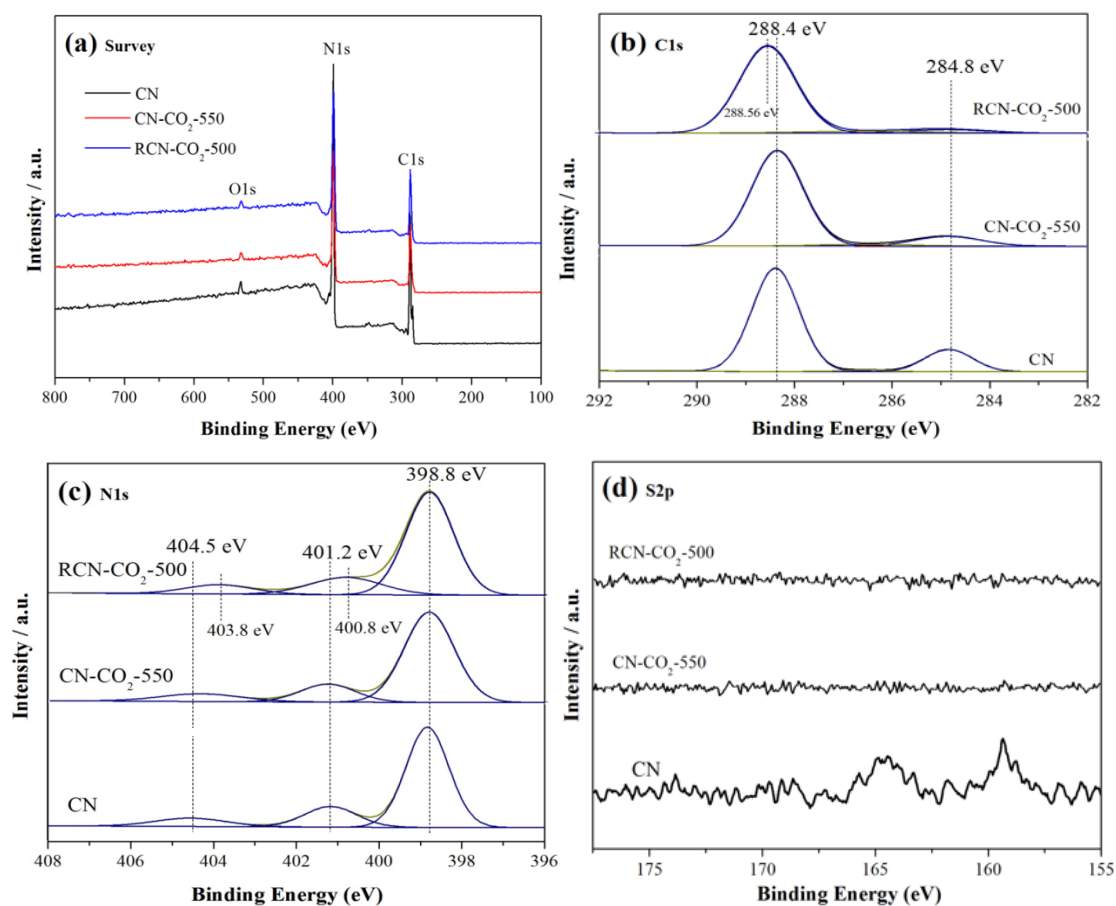 (a) Survey
N1s
CN
CN-CO₂-550
RCN-CO₂-500
C1s
O1s
Intensity / a.u.
800 700 600 500 400 300 200 100
Binding Energy (eV)
(b) C1s
288.4 eV
284.8 eV
288.56 eV
RCN-CO₂-500
CN-CO₂-550
CN
Intensity / a.u.
292 290 288 286 284 282
Binding Energy (eV)
(c) N1s
398.8 eV
404.5 eV
401.2 eV
RCN-CO₂-500
403.8 eV
400.8 eV
CN-CO₂-550
CN
Intensity / a.u.
408 406 404 402 400 398 396
Binding Energy (eV)
(d) S2p
RCN-CO₂-500
CN-CO₂-550
CN
Intensity / a.u.
175 170 165 160 155
Binding Energy (eV)